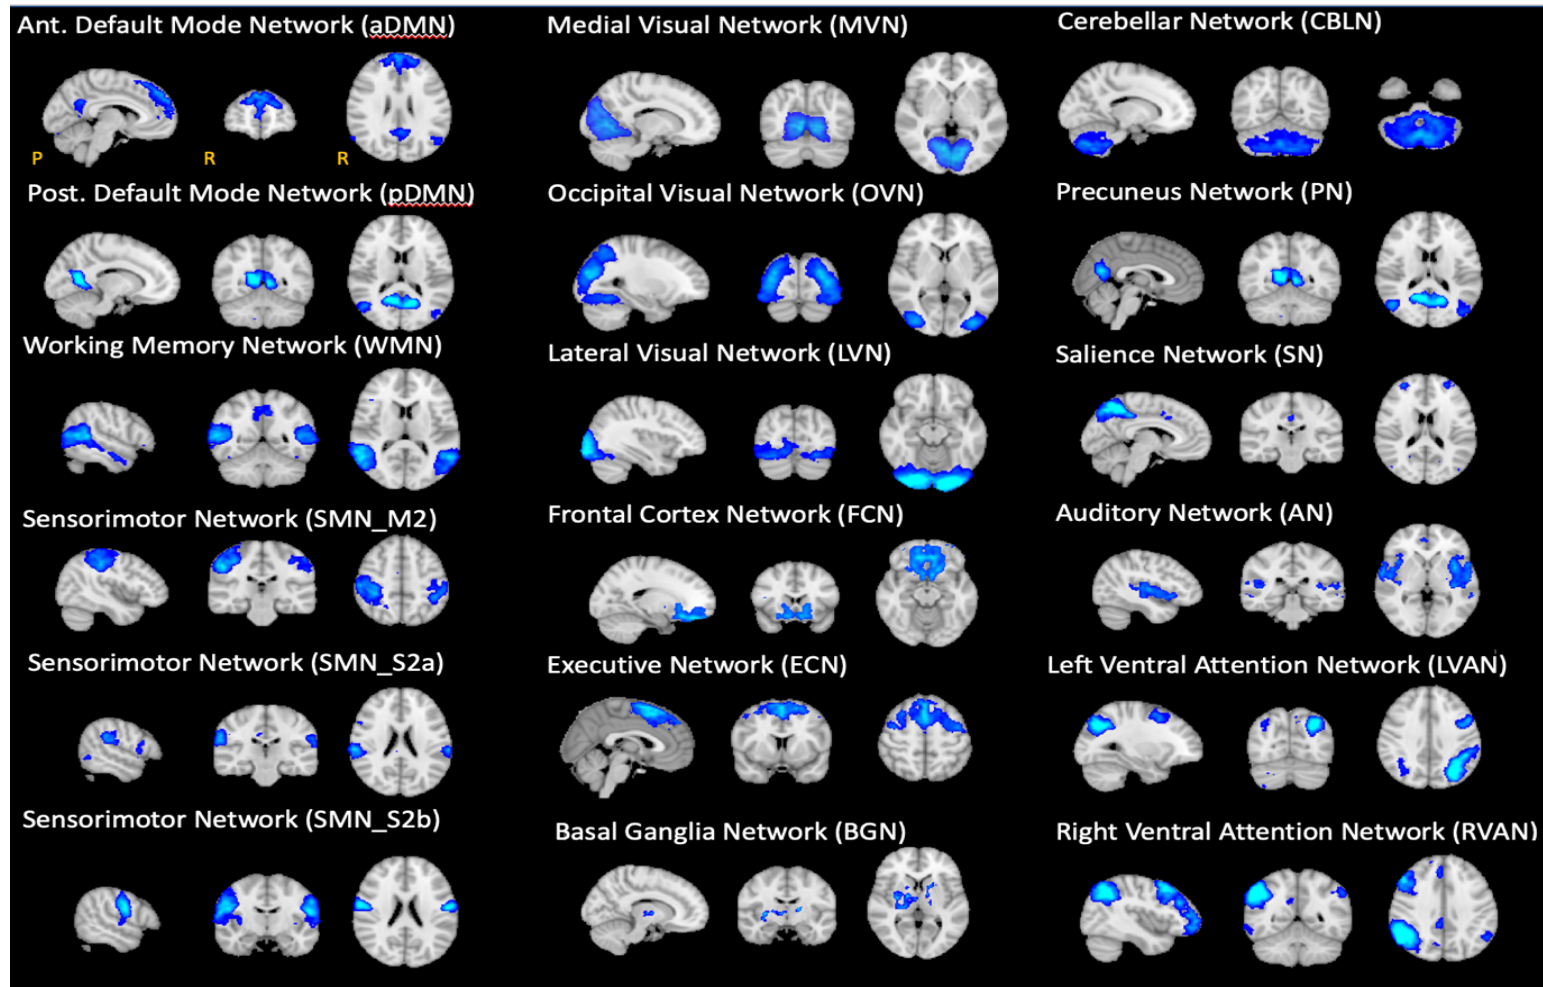 Ant. Default Mode Network (aDMN)
P
R
R
Post. Default Mode Network (pDMN)
Working Memory Network (WMN)
Sensorimotor Network (SMN_M2)
Sensorimotor Network (SMN_S2a)
Sensorimotor Network (SMN_S2b)
Medial Visual Network (MVN)
Occipital Visual Network (OVN)
Lateral Visual Network (LVN)
Frontal Cortex Network (FCN)
Executive Network (ECN)
Basal Ganglia Network (BGN)
Cerebellar Network (CBLN)
Precuneus Network (PN)
Salience Network (SN)
Auditory Network (AN)
Left Ventral Attention Network (LVAN)
Right Ventral Attention Network (RVAN)